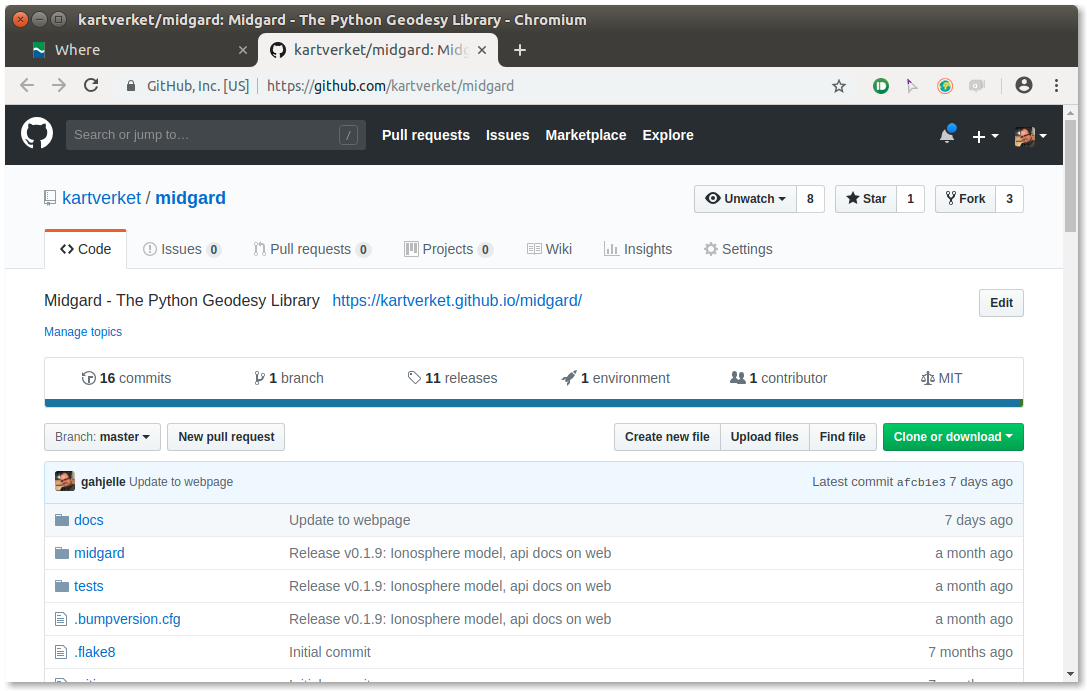 kartverket/midgard: Midgard - The Python Geodesy Library - Chromium
Where
kartverket/midgard: Mid
GitHub, Inc. [US] https://github.com/kartverket/midgard
Search or jump to… / Pull requests Issues Marketplace Explore
kartverket / midgard Unwatch 8 Star 1 Fork 3
Code Issues 0 Pull requests 0 Projects 0 Wiki Insights Settings
Midgard - The Python Geodesy Library https://kartverket.github.io/midgard/ Edit
Manage topics
16 commits 1 branch 11 releases 1 environment 1 contributor MIT
Branch: master New pull request Create new file Upload files Find file Clone or download
gahjelle Update to webpage Latest commit afcb1e3 7 days ago
docs Update to webpage 7 days ago
midgard Release v0.1.9: Ionosphere model, api docs on web a month ago
tests Release v0.1.9: Ionosphere model, api docs on web a month ago
.bumpversion.cfg Release v0.1.9: Ionosphere model, api docs on web a month ago
.flake8 Initial commit 7 months ago